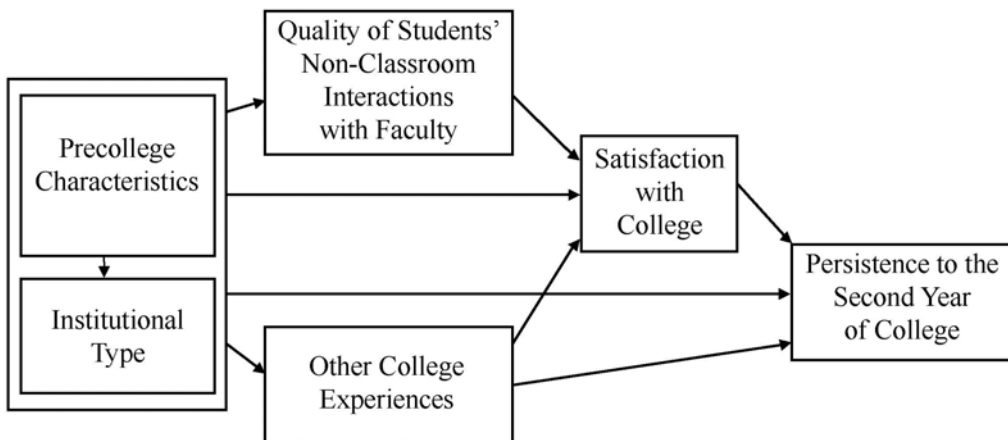 Quality of Students’
Non-Classroom
Interactions
with Faculty
Precollege
Characteristics
Satisfaction
with
College
Persistence to the
Second Year
of College
Institutional
Type
Other College
Experiences